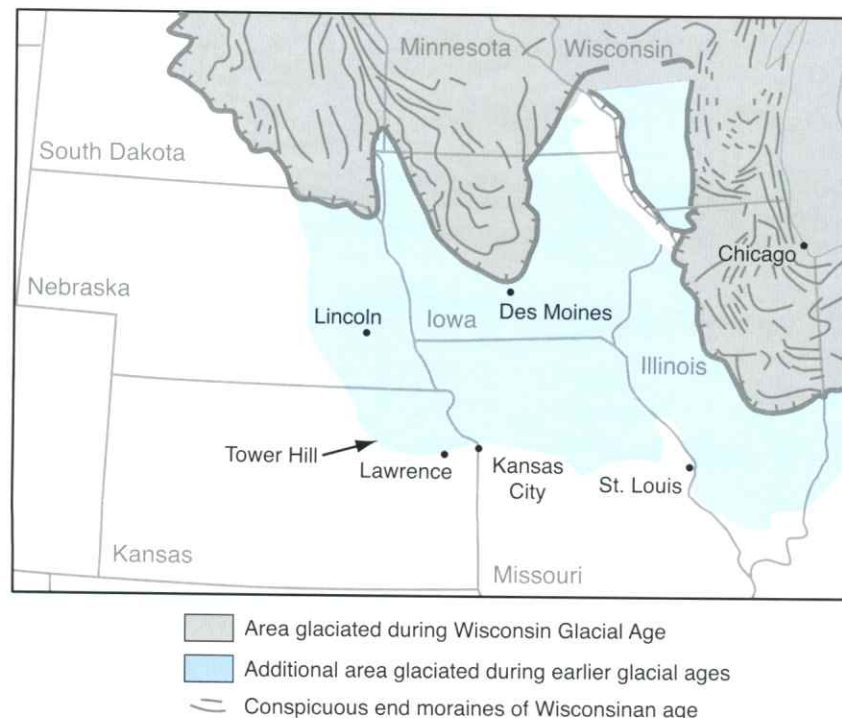 Minnesota
Wisconsin
South Dakota
Chicago
Nebraska
Lincoln
Iowa
Des Moines
Illinois
Tower Hill
Lawrence
Kansas
City
St. Louis
Kansas
Missouri
Area glaciated during Wisconsin Glacial Age
Additional area glaciated during earlier glacial ages
Conspicuous end moraines of Wisconsinan age